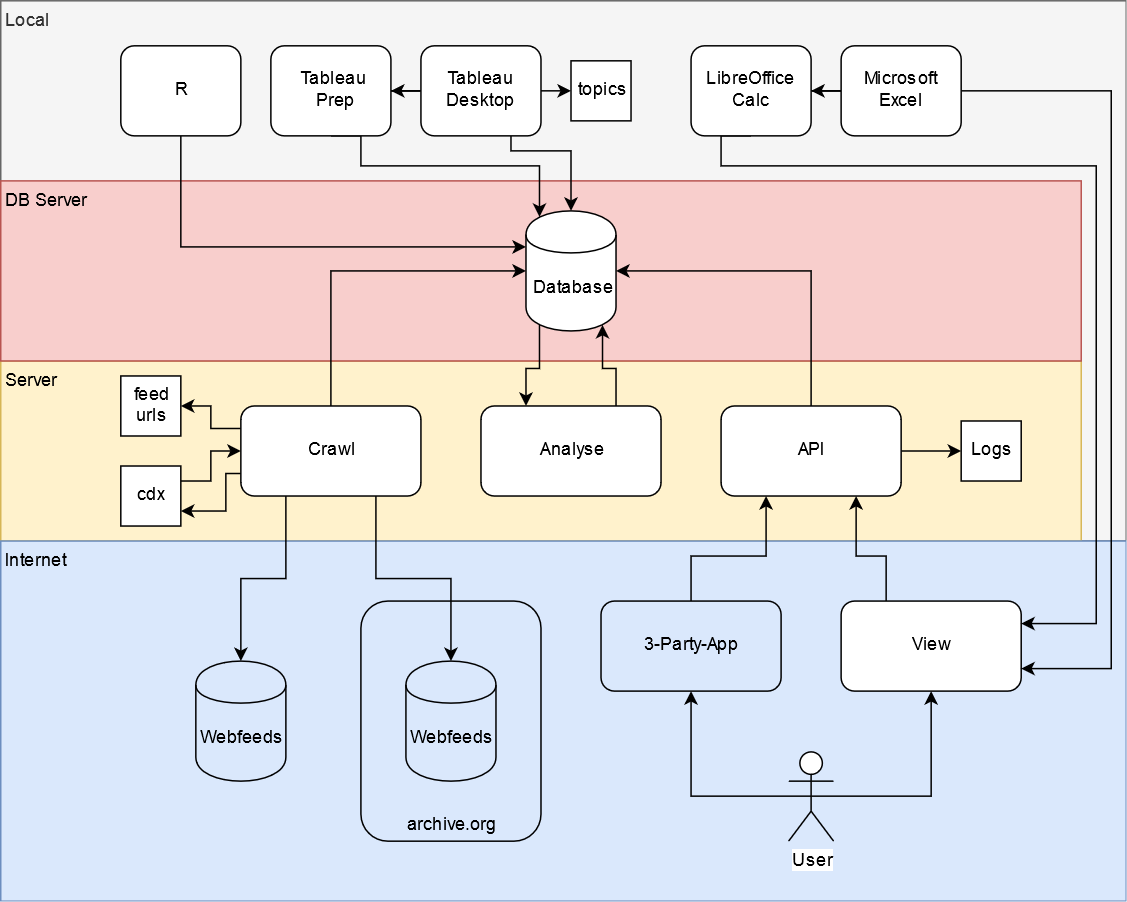 Local
R
Tableau
Prep
Tableau
Desktop
topics
LibreOffice
Calc
Microsoft
Excel
DB Server
Database
Server
feed
urls
cdx
Crawl
Analyse
API
Logs
Internet
3-Party-App
View
Webfeeds
Webfeeds
archive.org
User